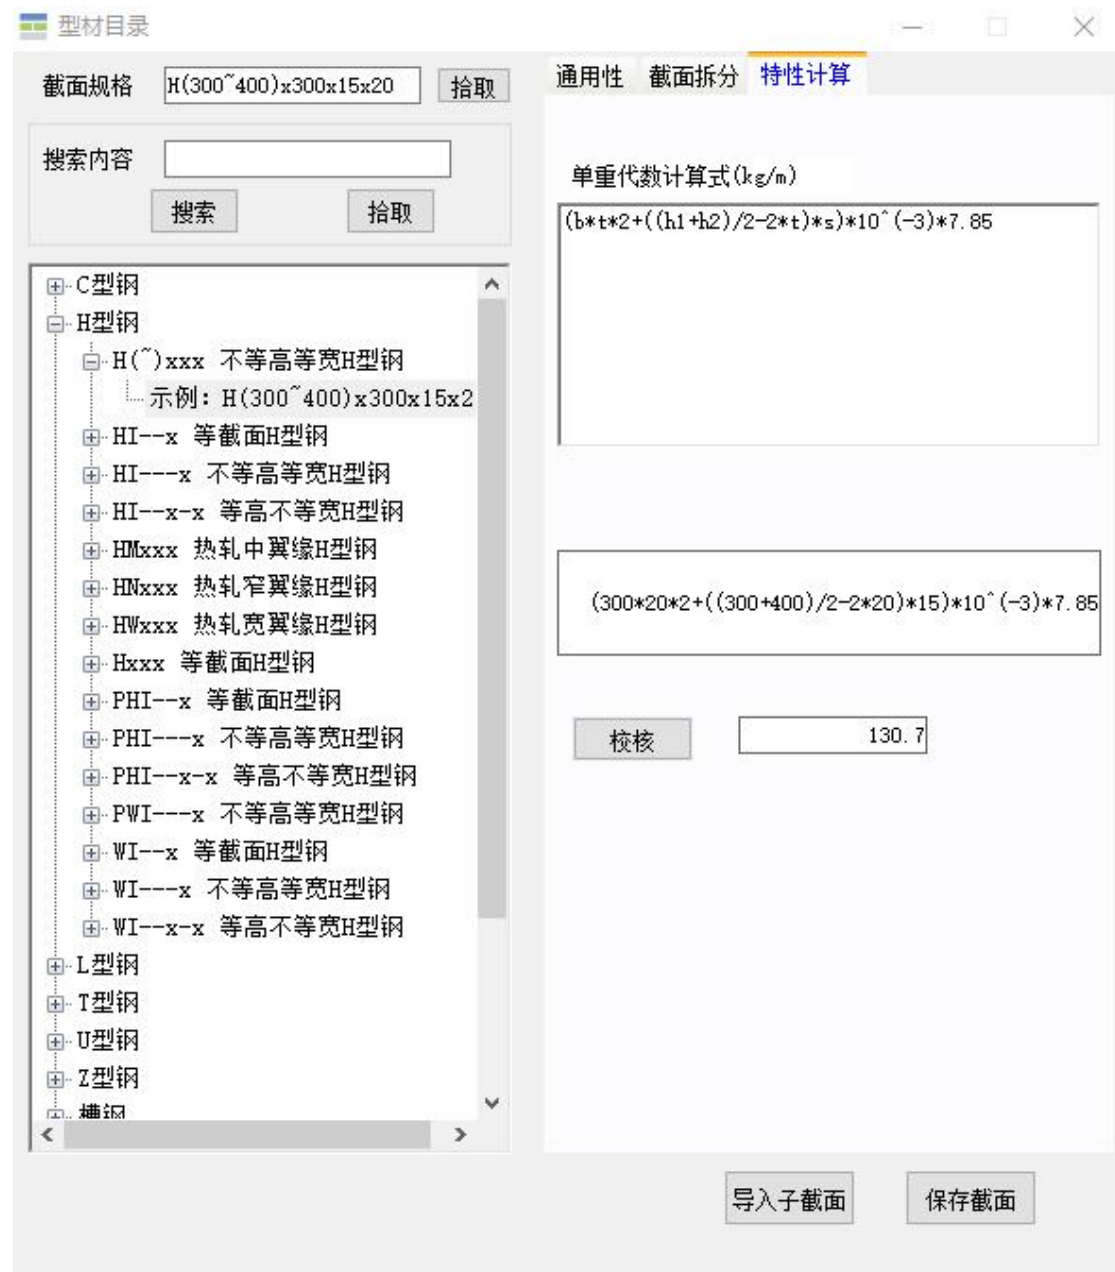 型材目录
截面规格 H(300~400)x300x15x20 拾取
搜索内容
搜索 拾取
C型钢
H型钢
H(~)xxx 不等高等宽H型钢
示例: H(300~400)x300x15x2
HI--x 等截面H型钢
HI---x 不等高等宽H型钢
HI--x-x 等高不等宽H型钢
HMxxx 热轧中翼缘H型钢
HNxxx 热轧窄翼缘H型钢
HWxxx 热轧宽翼缘H型钢
Hxxx 等截面H型钢
PHI--x 等截面H型钢
PHI---x 不等高等宽H型钢
PHI--x-x 等高不等宽H型钢
PWI---x 不等高等宽H型钢
WI--x 等截面H型钢
WI---x 不等高等宽H型钢
WI--x-x 等高不等宽H型钢
L型钢
T型钢
U型钢
Z型钢
槽钢
通用性 截面拆分 特性计算
单重代数计算式(kg/m)
(b*t*2+((h1+h2)/2-2*t)*s)*10^(-3)*7.85
(300*20*2+((300+400)/2-2*20)*15)*10^(-3)*7.85
校核 130.7
导入子截面 保存截面